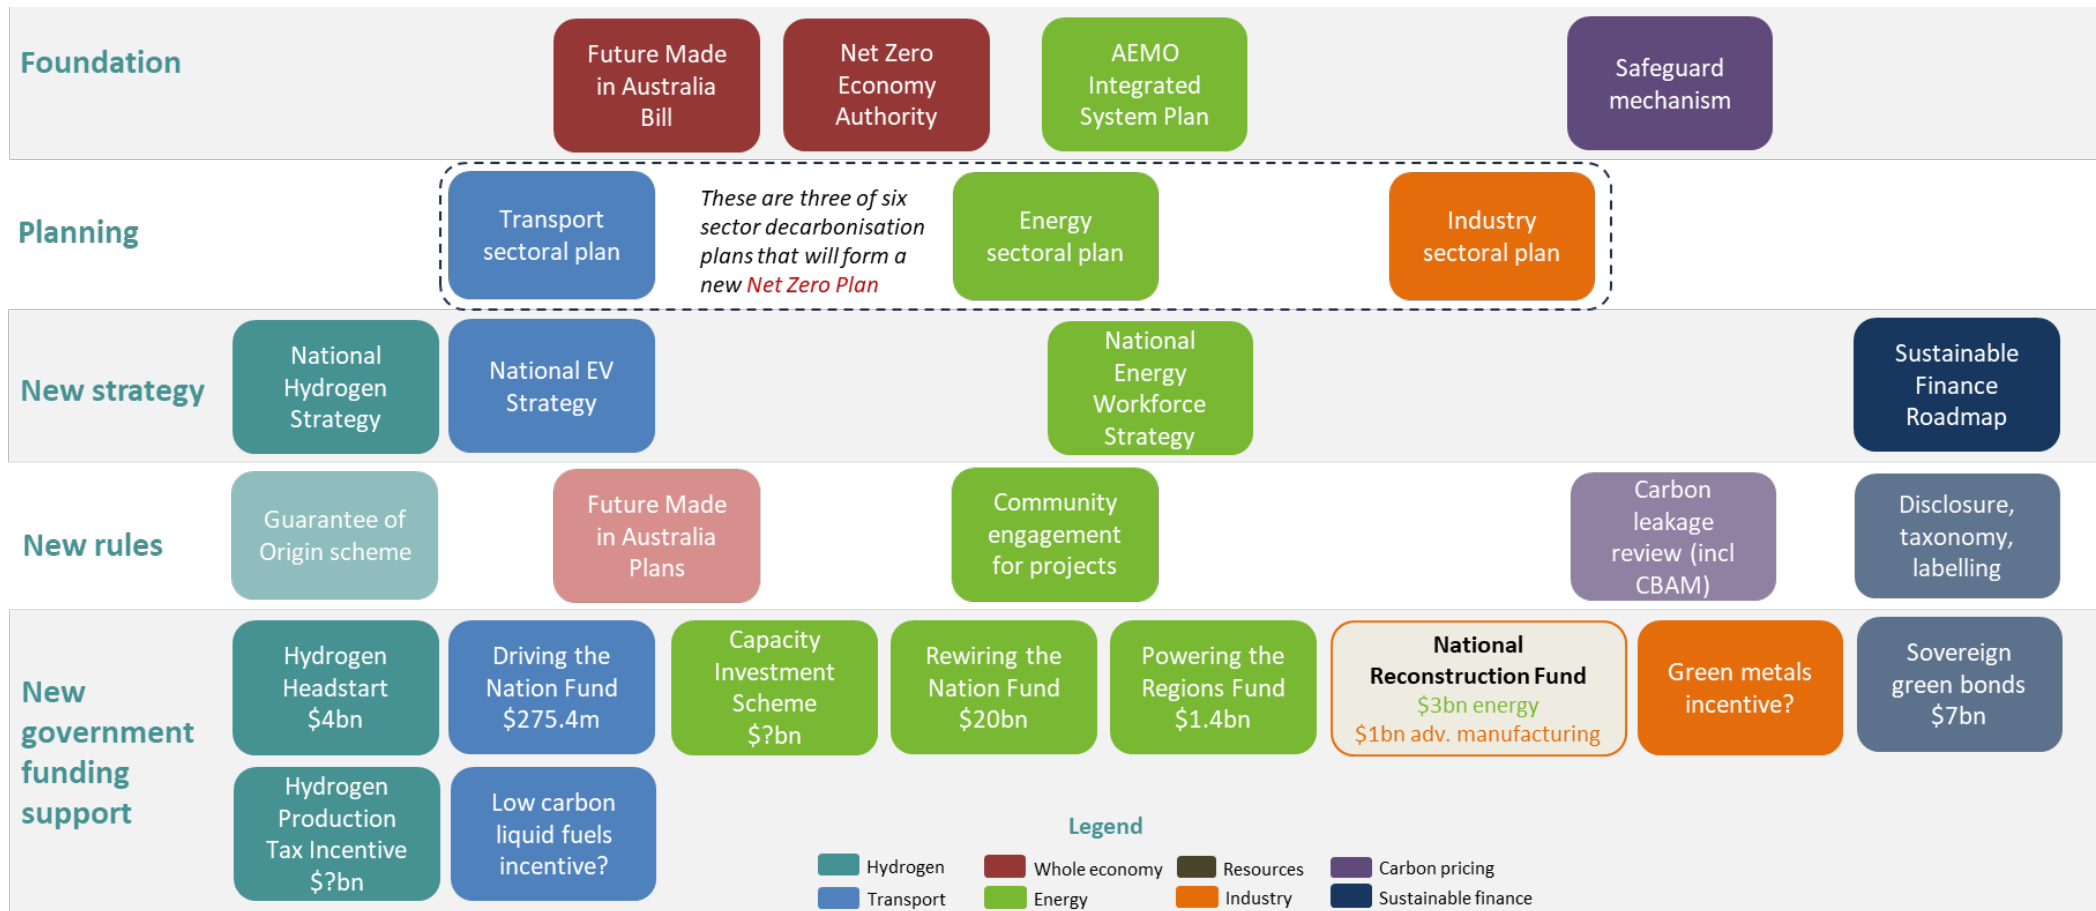 Foundation
Future Made
in Australia
Bill
Net Zero
Economy
Authority
AEMO
Integrated
System Plan
Safeguard
mechanism
Planning
Transport
sectoral plan
These are three of six
sector decarbonisation
plans that will form a
new Net Zero Plan
Energy
sectoral plan
Industry
sectoral plan
New strategy
National
Hydrogen
Strategy
National EV
Strategy
National
Energy
Workforce
Strategy
Sustainable
Finance
Roadmap
New rules
Guarantee of
Origin scheme
Future Made
in Australia
Plans
Community
engagement
for projects
Carbon
leakage
review (incl
CBAM)
Disclosure,
taxonomy,
labelling
New
government
funding
support
Hydrogen
Headstart
$4bn
Driving the
Nation Fund
$275.4m
Capacity
Investment
Scheme
$?bn
Rewiring the
Nation Fund
$20bn
Powering the
Regions Fund
$1.4bn
National
Reconstruction Fund
$3bn energy
$1bn adv. manufacturing
Green metals
incentive?
Sovereign
green bonds
$7bn
Hydrogen
Production
Tax Incentive
$?bn
Low carbon
liquid fuels
incentive?
Legend
Hydrogen
Whole economy
Resources
Carbon pricing
Transport
Energy
Industry
Sustainable finance